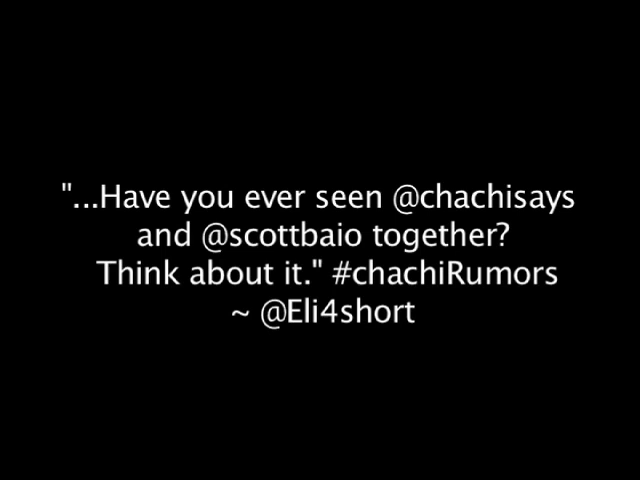 "...Have you ever seen @chachisays
and @scottbaio together?
Think about it." #chachiRumors
~ @Eli4short